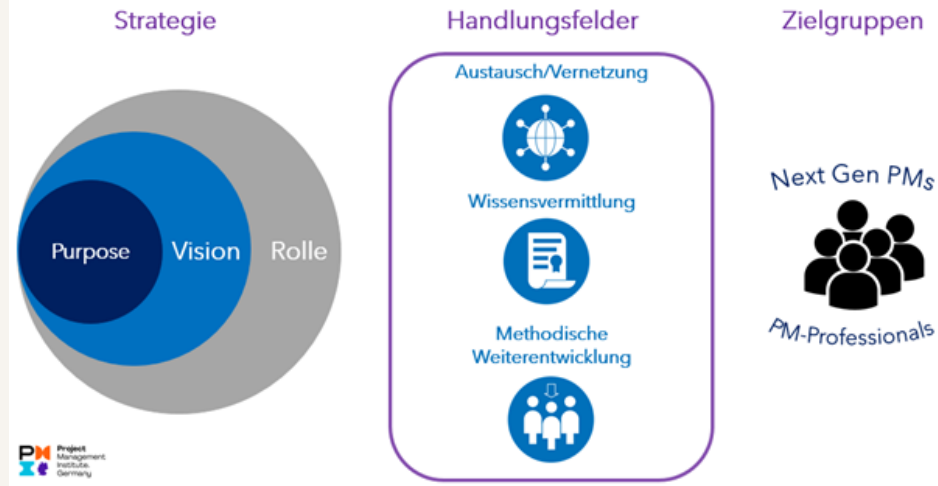 Strategie
Handlungsfelder
Zielgruppen
Purpose
Vision
Rolle
Austausch/Vernetzung
Wissensvermittlung
Methodische
Weiterentwicklung
Next Gen PMs
PM-Professionals
Project
Management
Institute.
Germany